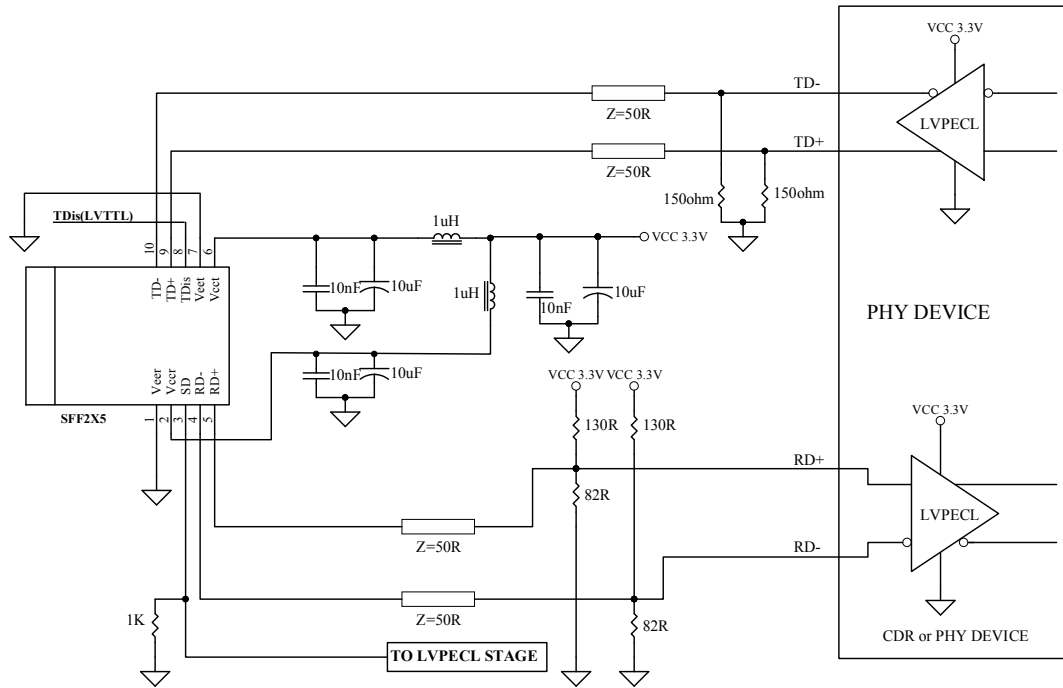 VCC 3.3V
TD-
LVPECL
Z=50R
TD+
Z=50R
150ohm
150ohm
TDis(LVTTL)
1uH
VCC 3.3V
10
9
8
7
6
TD-
TD+
TDis
Veet
Vcct
10nF
10uF
1uH
10nF
10uF
PHY DEVICE
Veer
Vccr
SD
RD-
RD+
10nF
10uF
SFF2X5
1
2
3
4
5
VCC 3.3V
VCC 3.3V
VCC 3.3V
130R
130R
RD+
82R
LVPECL
Z=50R
RD-
Z=50R
1K
82R
CDR or PHY DEVICE
TO LVPECL STAGE